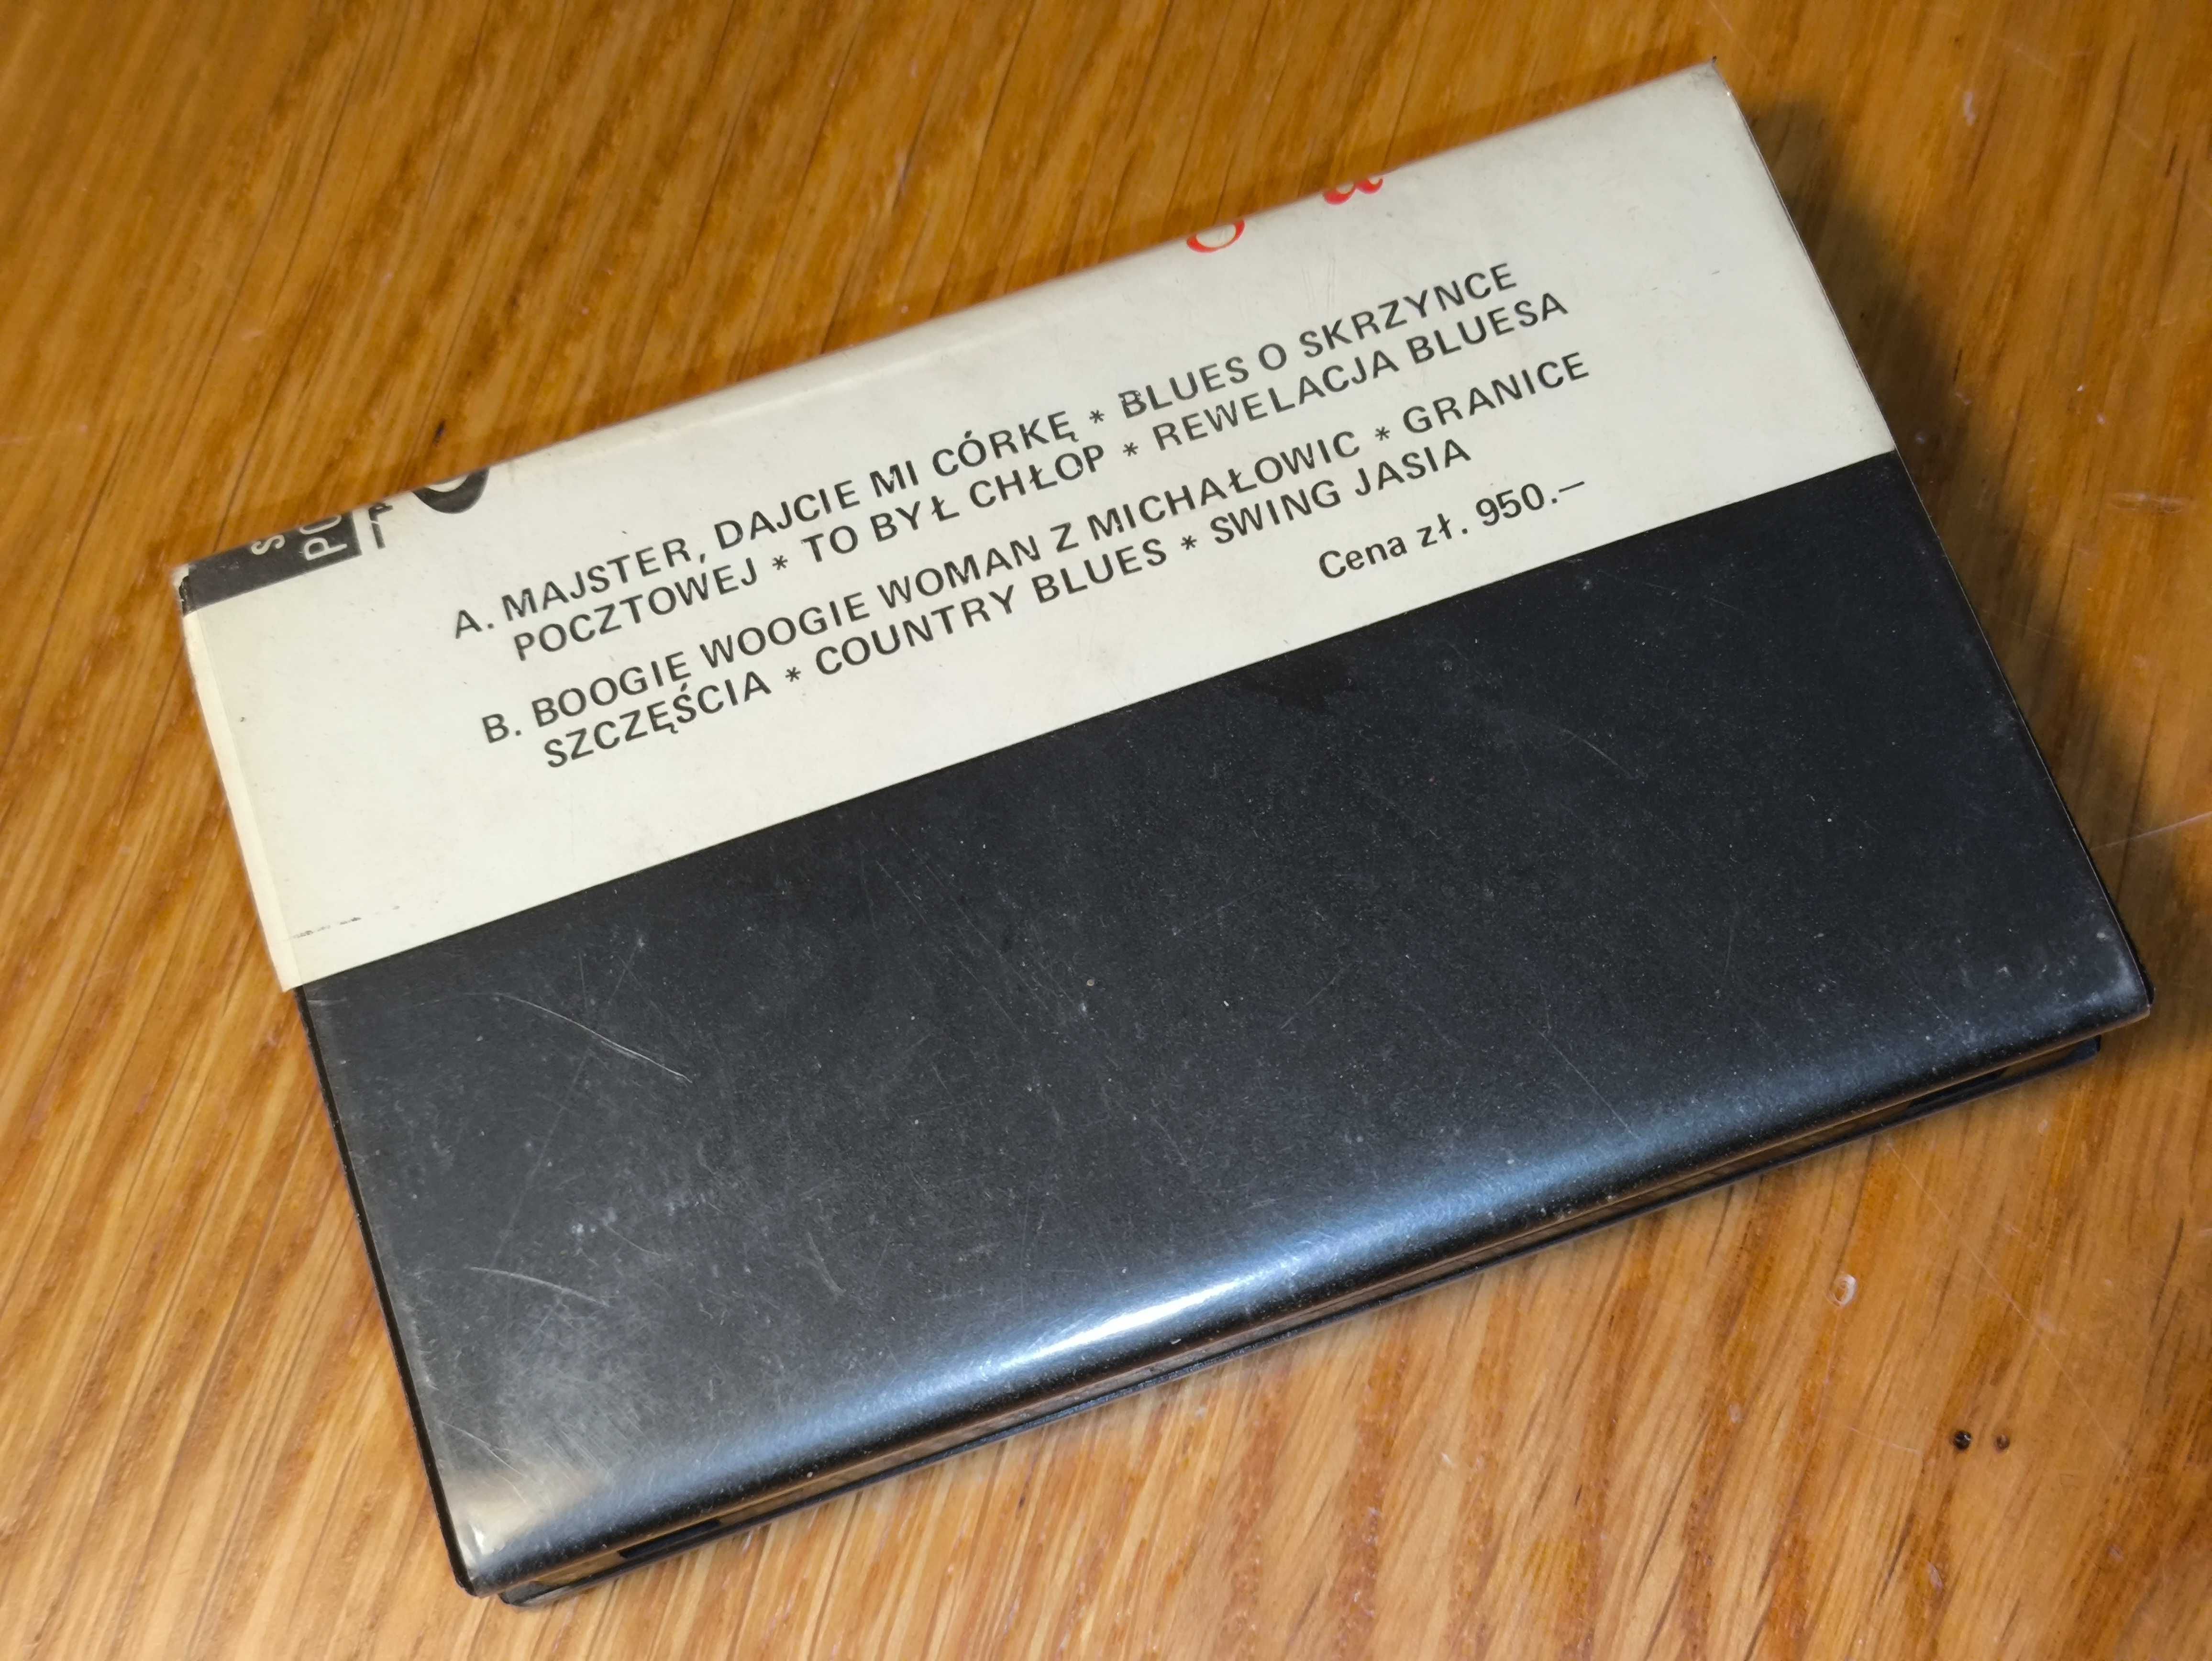 A. MAJSTER, DAJCIE MI CÓRKĘ * BLUES O SKRZYNCE
POCZTOWEJ * TO BYŁ CHŁOP * REWELACJA BLUESA
B. BOOGIE WOOGIE WOMAN Z MICHAŁOWIC * GRANICE
SZCZĘŚCIA * COUNTRY BLUES * SWING JASIA
Cena zł. 950.—